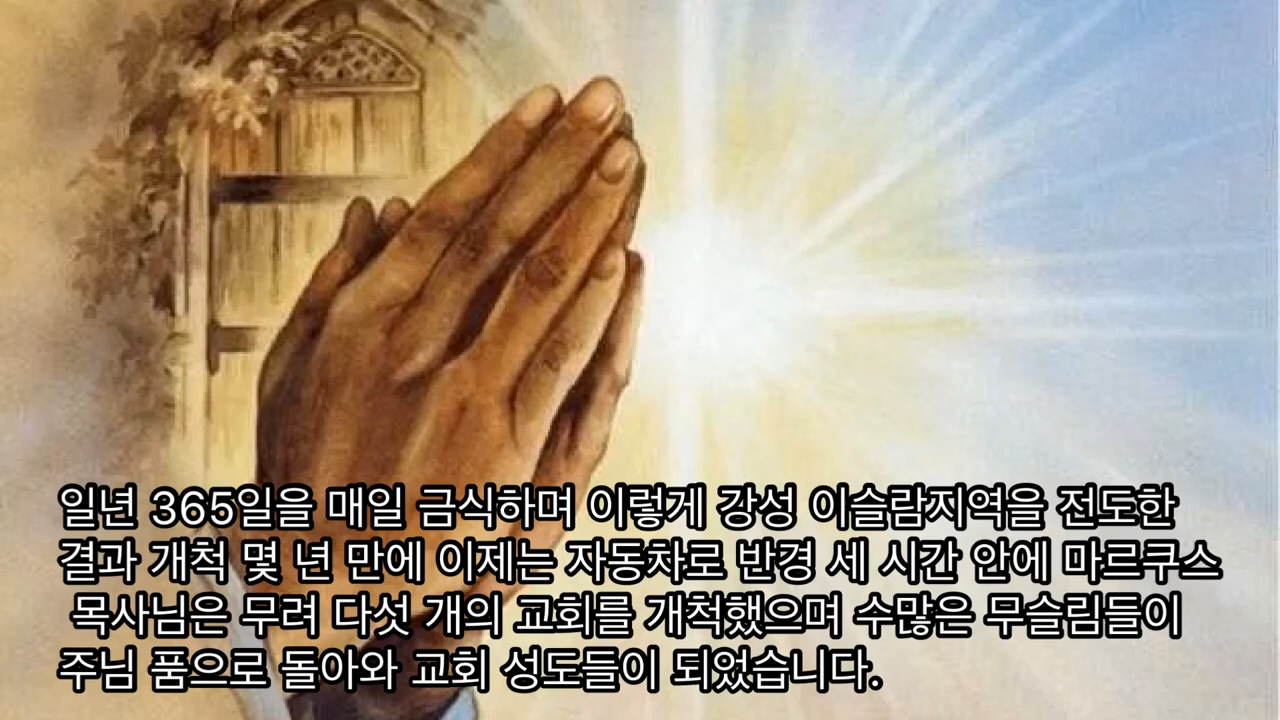 일년 365일을 매일 금식하며 이렇게 강성 이슬람지역을 전도한
결과 개척 몇 년 만에 이제는 자동차로 반경 세 시간 안에 마르쿠스
목사님은 무려 다섯 개의 교회를 개척했으며 수많은 무슬림들이
주님 품으로 돌아와 교회 성도들이 되었습니다.